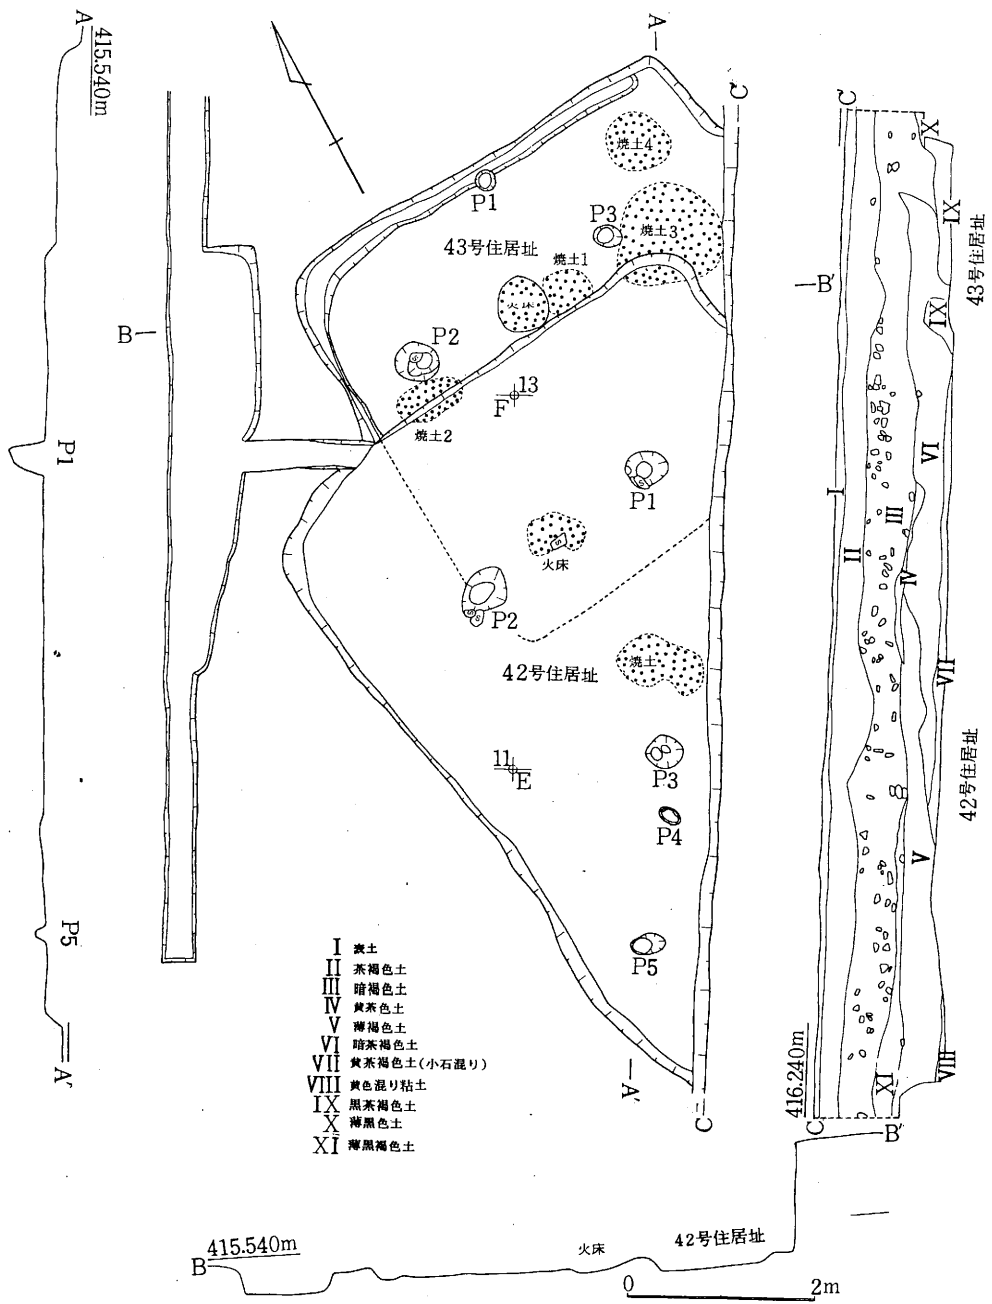 A
415.540m
P1
P5
A'
A
C
焼土4
P1
P3
焼土3
43号住居址
焼土1
火床
B
P2
13
F
焼土2
P1
火床
P2
42号住居址
焼土
11
E
P3
P4
P5
A'
C'
B'
C
X
IX
43号住居址
IX
VI
I
III
II
IV
VII
42号住居址
V
VIII
XI
416.240m
C'
B'
I 表土
II 茶褐色土
III 暗褐色土
IV 黄茶色土
V 薄褐色土
VI 暗茶褐色土
VII 黄茶褐色土(小石混り)
VIII 黄色混り粘土
IX 黒茶褐色土
X 薄黒色土
XI 薄黒褐色土
415.540m
B
火床
42号住居址
0 2m